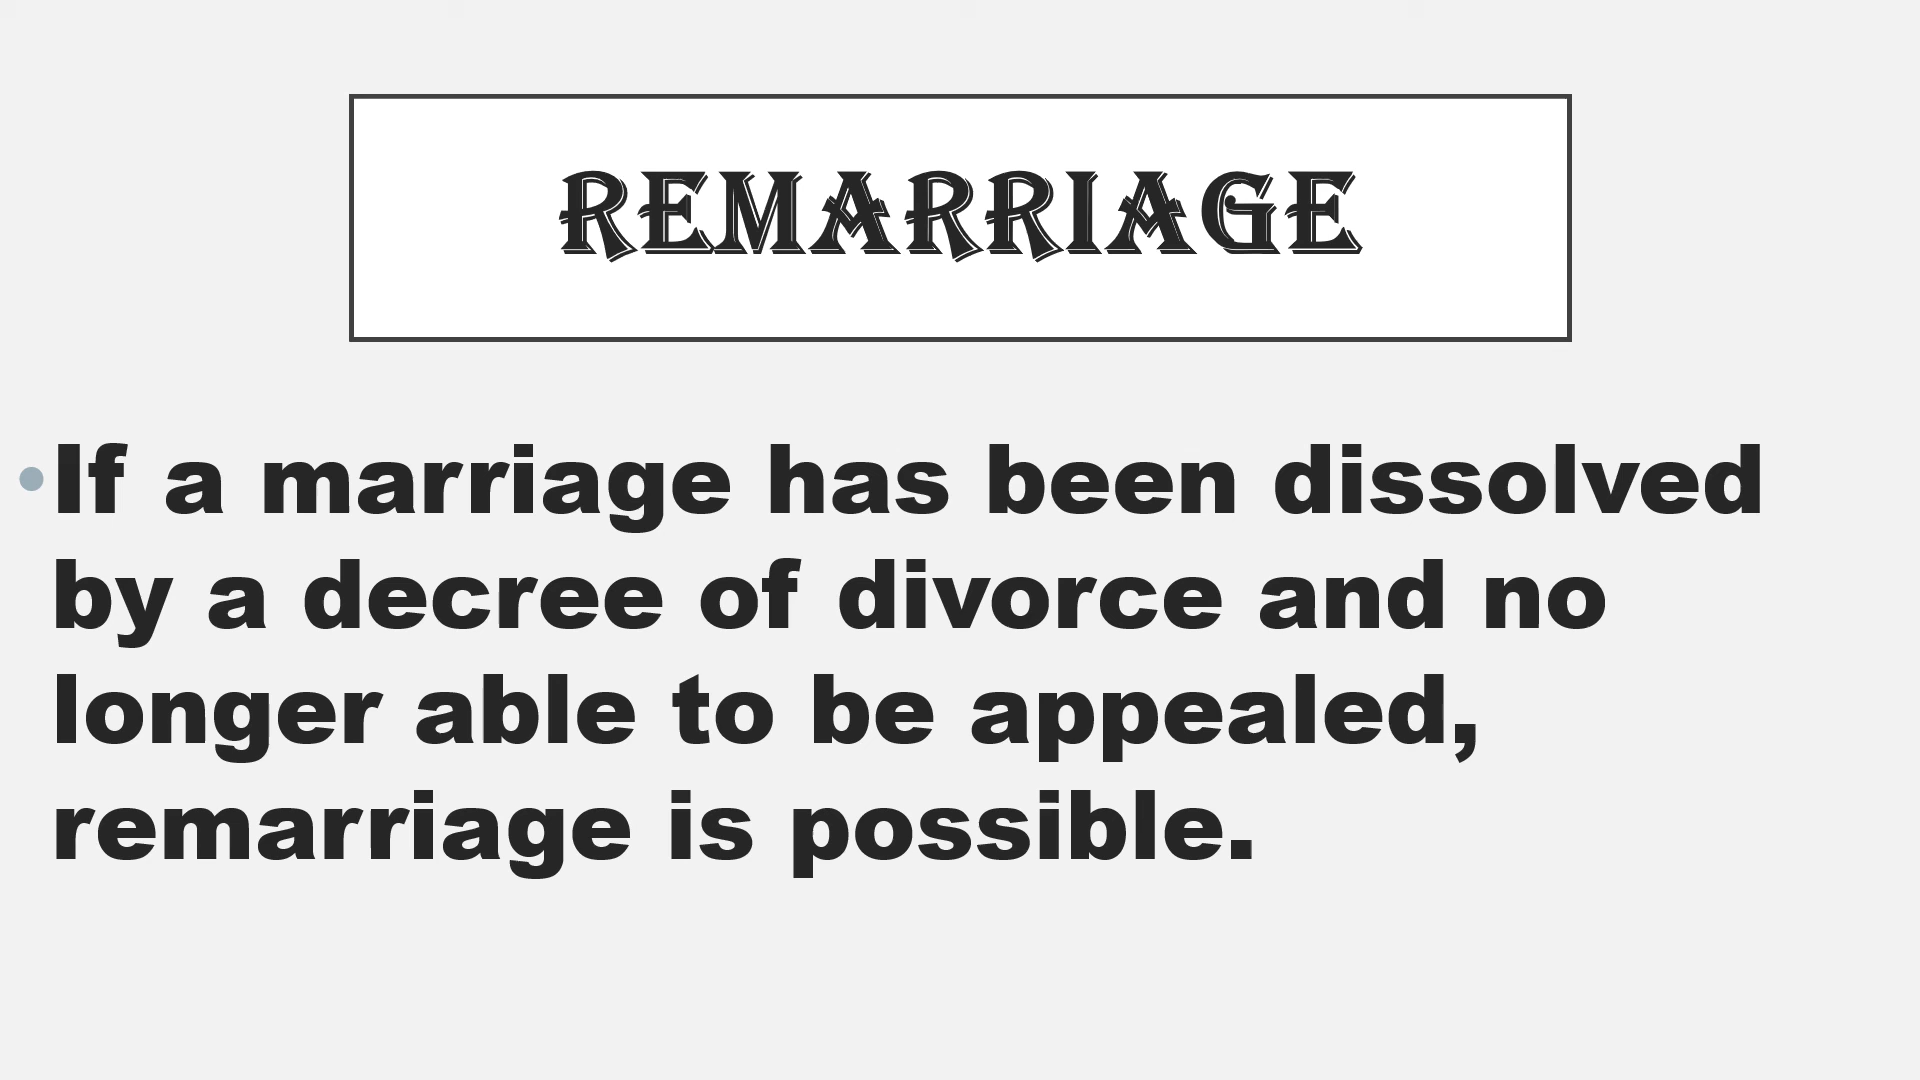 REMARRIAGE
• If a marriage has been dissolved
by a decree of divorce and no
longer able to be appealed,
remarriage is possible.